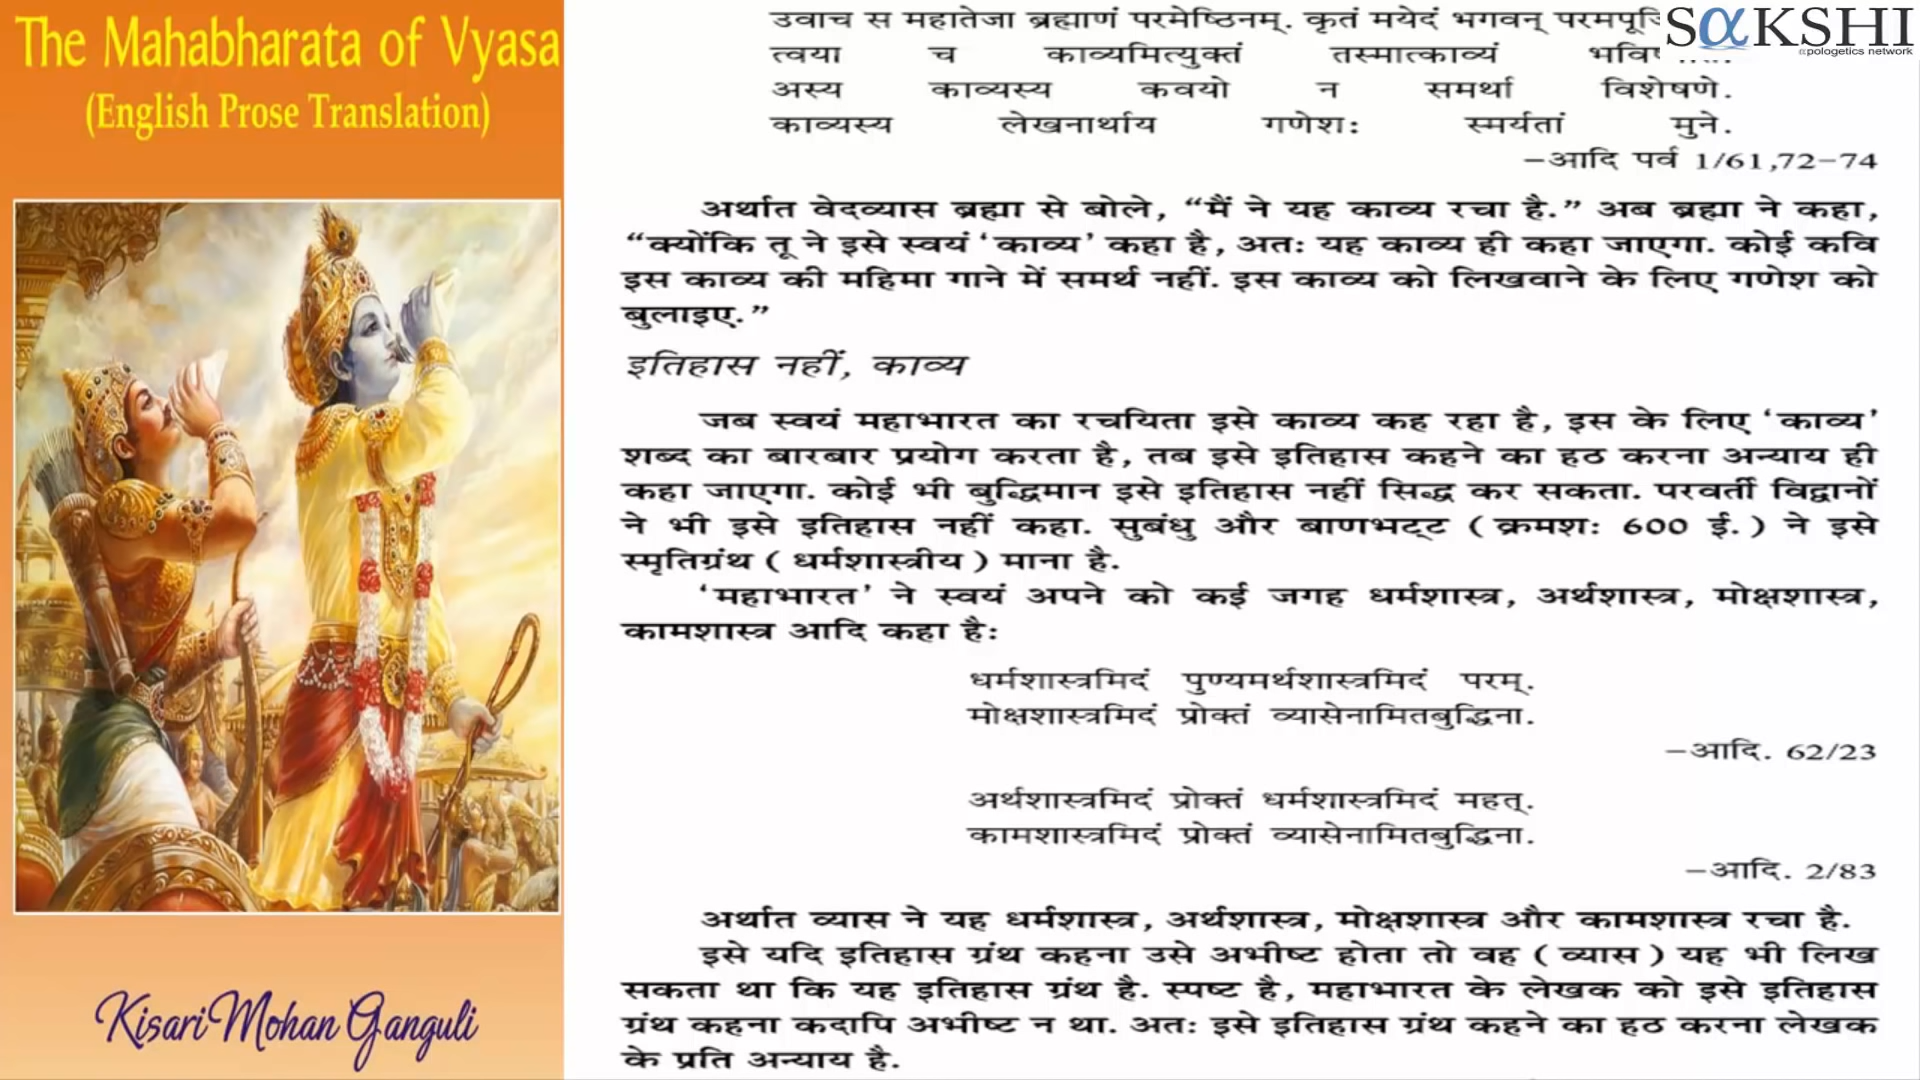 The Mahabharata of Vyasa
(English Prose Translation)
Kisari Mohan Ganguli
SαKSHI
αpologetics network
उवाच स महातेजा ब्रह्माणं परमेष्ठिनम्. कृतं मयेदं भगवन्
त्वया च काव्यमित्युक्तं तस्मात्काव्यं
अस्य काव्यस्य कवयो न समर्था विशेषणे.
काव्यस्य लेखनार्थाय गणेशः स्मर्यतां मुने.
–आदि पर्व 1/61,72–74
अर्थात वेदव्यास ब्रह्मा से बोले, “मैं ने यह काव्य रचा है.” अब ब्रह्मा ने कहा,
“क्योंकि तू ने इसे स्वयं ‘काव्य’ कहा है, अतः यह काव्य ही कहा जाएगा. कोई कवि
इस काव्य की महिमा गाने में समर्थ नहीं. इस काव्य को लिखवाने के लिए गणेश को
बुलाइए.”
इतिहास नहीं, काव्य
जब स्वयं महाभारत का रचयिता इसे काव्य कह रहा है, इस के लिए ‘काव्य’
शब्द का बारबार प्रयोग करता है, तब इसे इतिहास कहने का हठ करना अन्याय ही
कहा जाएगा. कोई भी बुद्धिमान इसे इतिहास नहीं सिद्ध कर सकता. परवर्ती विद्वानों
ने भी इसे इतिहास नहीं कहा. सुबंधु और बाणभट्ट ( क्रमशः 600 ई. ) ने इसे
स्मृतिग्रंथ ( धर्मशास्त्रीय ) माना है.
‘महाभारत’ ने स्वयं अपने को कई जगह धर्मशास्त्र, अर्थशास्त्र, मोक्षशास्त्र,
कामशास्त्र आदि कहा है:
धर्मशास्त्रमिदं पुण्यमर्थशास्त्रमिदं परम्.
मोक्षशास्त्रमिदं प्रोक्तं व्यासेनामितबुद्धिना.
–आदि. 62/23
अर्थशास्त्रमिदं प्रोक्तं धर्मशास्त्रमिदं महत्.
कामशास्त्रमिदं प्रोक्तं व्यासेनामितबुद्धिना.
–आदि. 2/83
अर्थात व्यास ने यह धर्मशास्त्र, अर्थशास्त्र, मोक्षशास्त्र और कामशास्त्र रचा है.
इसे यदि इतिहास ग्रंथ कहना उसे अभीष्ट होता तो वह ( व्यास ) यह भी लिख
सकता था कि यह इतिहास ग्रंथ है. स्पष्ट है, महाभारत के लेखक को इसे इतिहास
ग्रंथ कहना कदापि अभीष्ट न था. अतः इसे इतिहास ग्रंथ कहने का हठ करना लेखक
के प्रति अन्याय है.